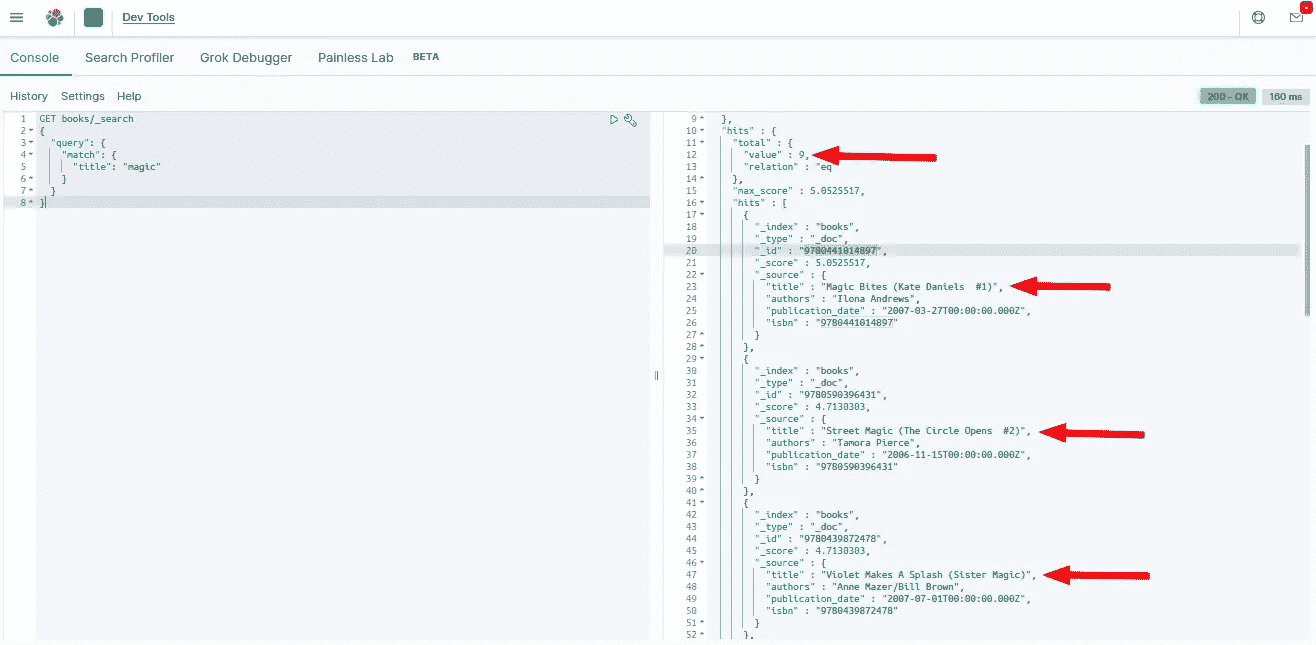 Dev Tools
Console Search Profiler Grok Debugger Painless Lab BETA
History Settings Help
200 - OK 160 ms
1 GET books/_search
2 {
3 "query": {
4 "match": {
5 "title": "magic"
6 }
7 }
8 }
9 },
10 "hits" : {
11 "total" : {
12 "value" : 9,
13 "relation" : "eq
14 },
15 "max_score" : 5.0525517,
16 "hits" : [
17 {
18 "_index" : "books",
19 "_type" : "_doc",
20 "_id" : "9780441014897",
21 "_score" : 5.0525517,
22 "_source" : {
23 "title" : "Magic Bites (Kate Daniels  #1)",
24 "authors" : "Ilona Andrews",
25 "publication_date" : "2007-03-27T00:00:00.000Z",
26 "isbn" : "9780441014897"
27 }
28 },
29 {
30 "_index" : "books",
31 "_type" : "_doc",
32 "_id" : "9780590396431",
33 "_score" : 4.7130303,
34 "_source" : {
35 "title" : "Street Magic (The Circle Opens  #2)",
36 "authors" : "Tamora Pierce",
37 "publication_date" : "2006-11-15T00:00:00.000Z",
38 "isbn" : "9780590396431"
39 }
40 },
41 {
42 "_index" : "books",
43 "_type" : "_doc",
44 "_id" : "9780439872478",
45 "_score" : 4.7130303,
46 "_source" : {
47 "title" : "Violet Makes A Splash (Sister Magic)",
48 "authors" : "Anne Mazer/Bill Brown",
49 "publication_date" : "2007-07-01T00:00:00.000Z",
50 "isbn" : "9780439872478"
51 }
52 },